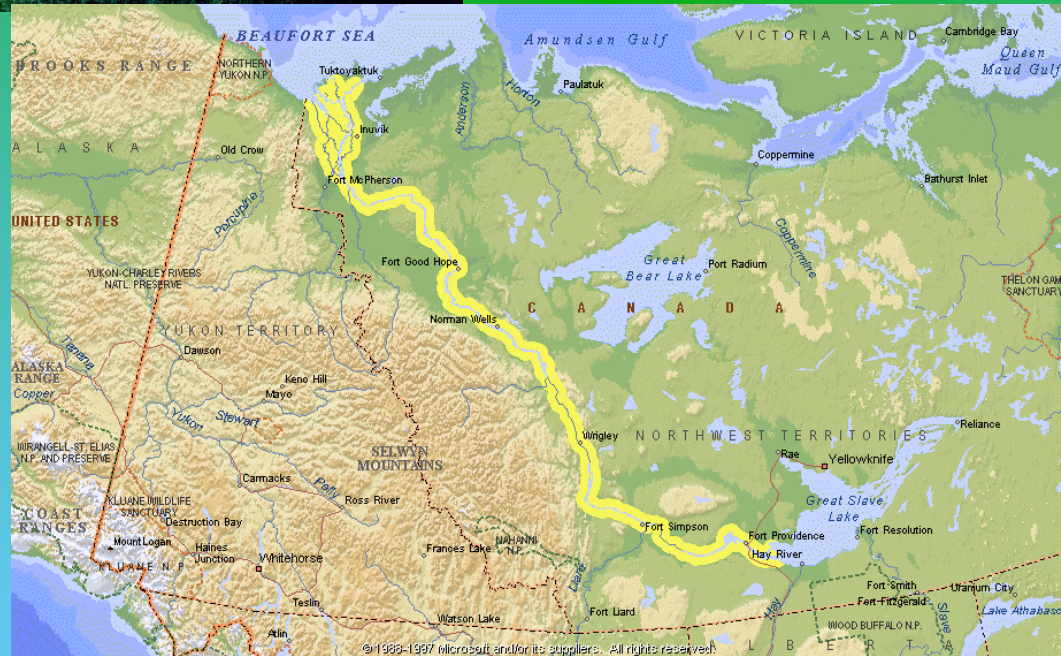 BEAUFORT SEA
Amundsen Gulf
VICTORIA ISLAND
Cambridge Bay
Queen
Maud Gulf
BROOKS RANGE
NORTHERN
YUKON N.P.
Tuktoyaktuk
Paulatuk
Horton
Anderson
Inuvik
ALASKA
Old Crow
Coppermine
Bathurst Inlet
Fort McPherson
UNITED STATES
Porcupine
Coppermine
Fort Good Hope
Great
Bear Lake
Port Radium
YUKON-CHARLEY RIVERS
NATL. PRESERVE
THELON GAM
SANCTUARY
CANADA
Norman Wells
YUKON TERRITORY
Tanana
Dawson
ALASKA
RANGE
Copper
Keno Hill
Mayo
Yukon
Stewart
Wrigley
NORTHWEST TERRITORIES
Reliance
WRANGELL-ST. ELIAS
N.P. AND PRESERVE
SELWYN
MOUNTAINS
Rae
Yellowknife
Carmacks
Pelly
Ross River
KLUANE WILDLIFE
SANCTUARY
Great Slave
Lake
COAST
RANGES
Destruction Bay
Fort Simpson
Fort Resolution
Fort Providence
Mount Logan
Haines
Junction
Whitehorse
Frances Lake
NAHANNI
N.P.
Hay River
KLUANE N.P.
Liard
Fort Smith
Uranium City
Teslin
Fort Liard
Hay
Fort Fitzgerald
Slave
Lake Athabasc
Watson Lake
WOOD BUFFALO N.P.
Atlin
ALBERTA
© 1988-1997 Microsoft and/or its suppliers. All rights reserved.